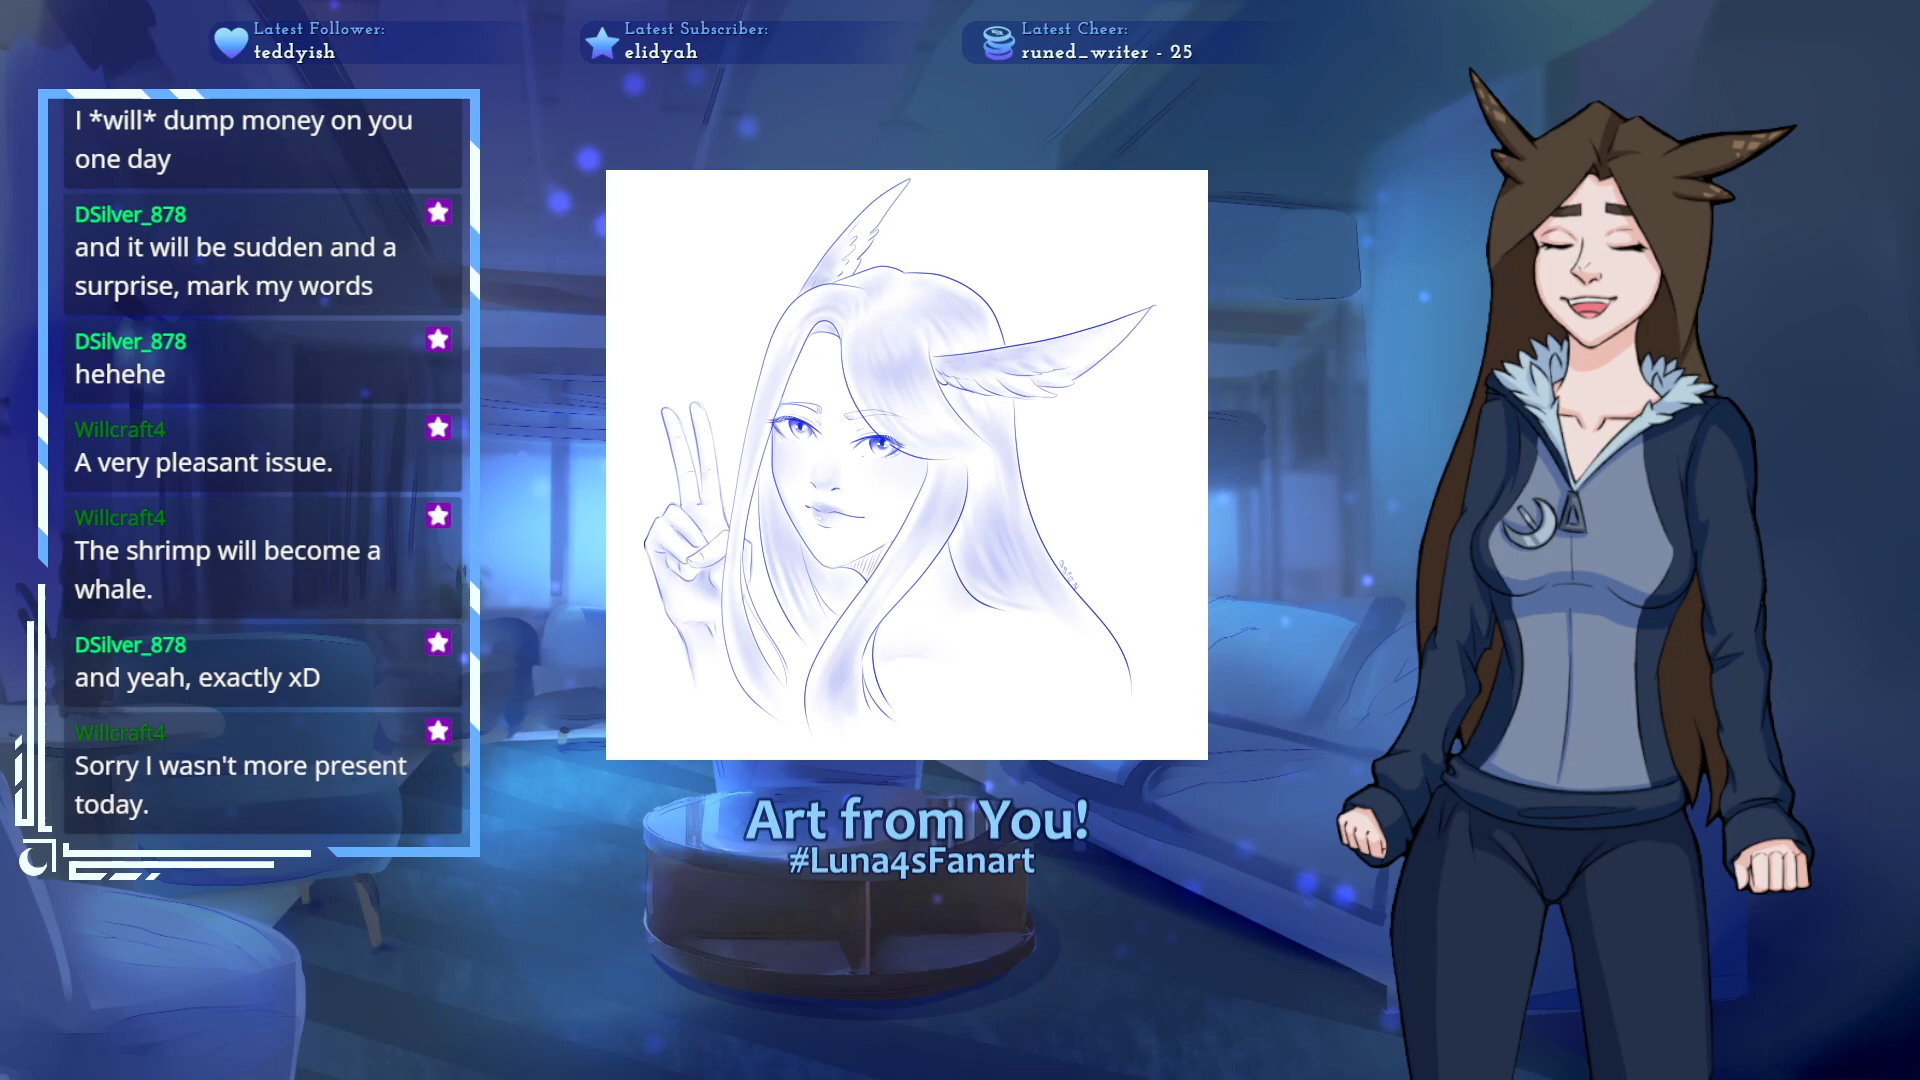 Latest Follower:
teddyish
Latest Subscriber:
elidyah
Latest Cheer:
runed_writer - 25
I *will* dump money on you
one day
DSilver_878
and it will be sudden and a
surprise, mark my words
DSilver_878
hehehe
Willcraft4
A very pleasant issue.
Willcraft4
The shrimp will become a
whale.
DSilver_878
and yeah, exactly xD
Willcraft4
Sorry I wasn't more present
today.
Art from You!
#Luna4sFanart